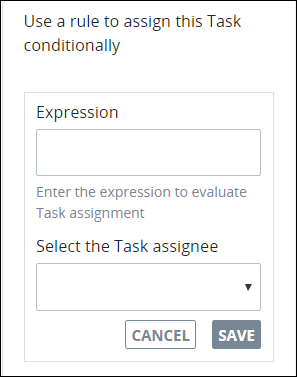 Use a rule to assign this Task
conditionally
Expression
Enter the expression to evaluate
Task assignment
Select the Task assignee
CANCEL SAVE